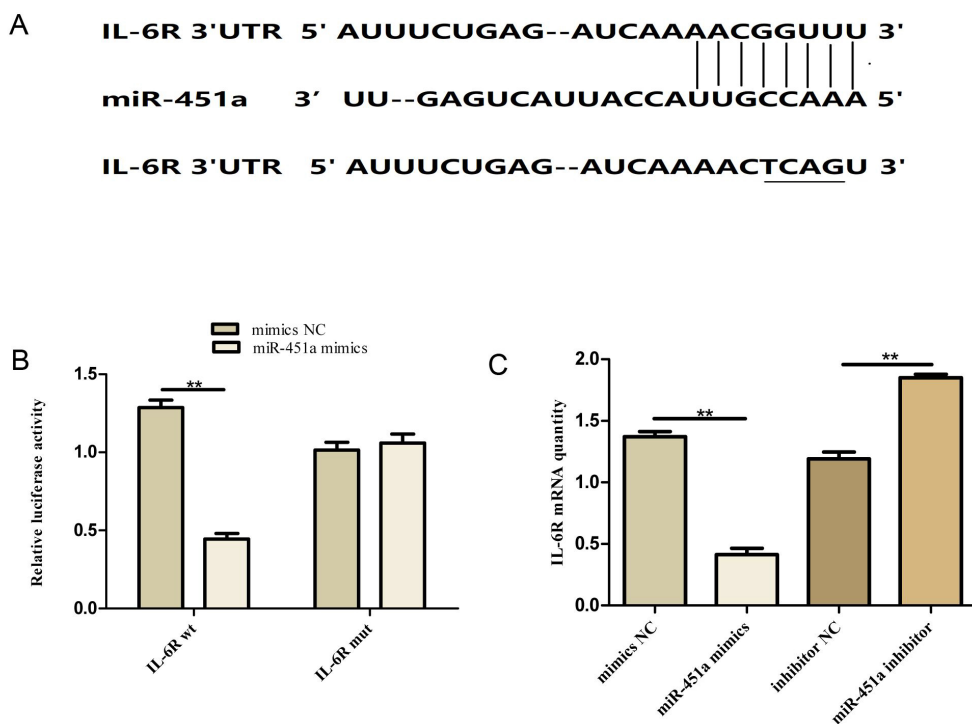 A
IL-6R 3'UTR 5' AUUUCUGAG--AUCAAAACGGUUU 3'
miR-451a 3' UU--GAGUCAUUACCAUUGCCAAA 5'
IL-6R 3'UTR 5' AUUUCUGAG--AUCAAAACTCAGU 3'
B
mimics NC
miR-451a mimics
Relative luciferase activity
1.5
1.0
0.5
0.0
**
IL-6R wt
IL-6R mut
C
IL-6R mRNA quantity
2.0
1.5
1.0
0.5
0.0
**
**
mimics NC
miR-451a mimics
inhibitor NC
miR-451a inhibitor